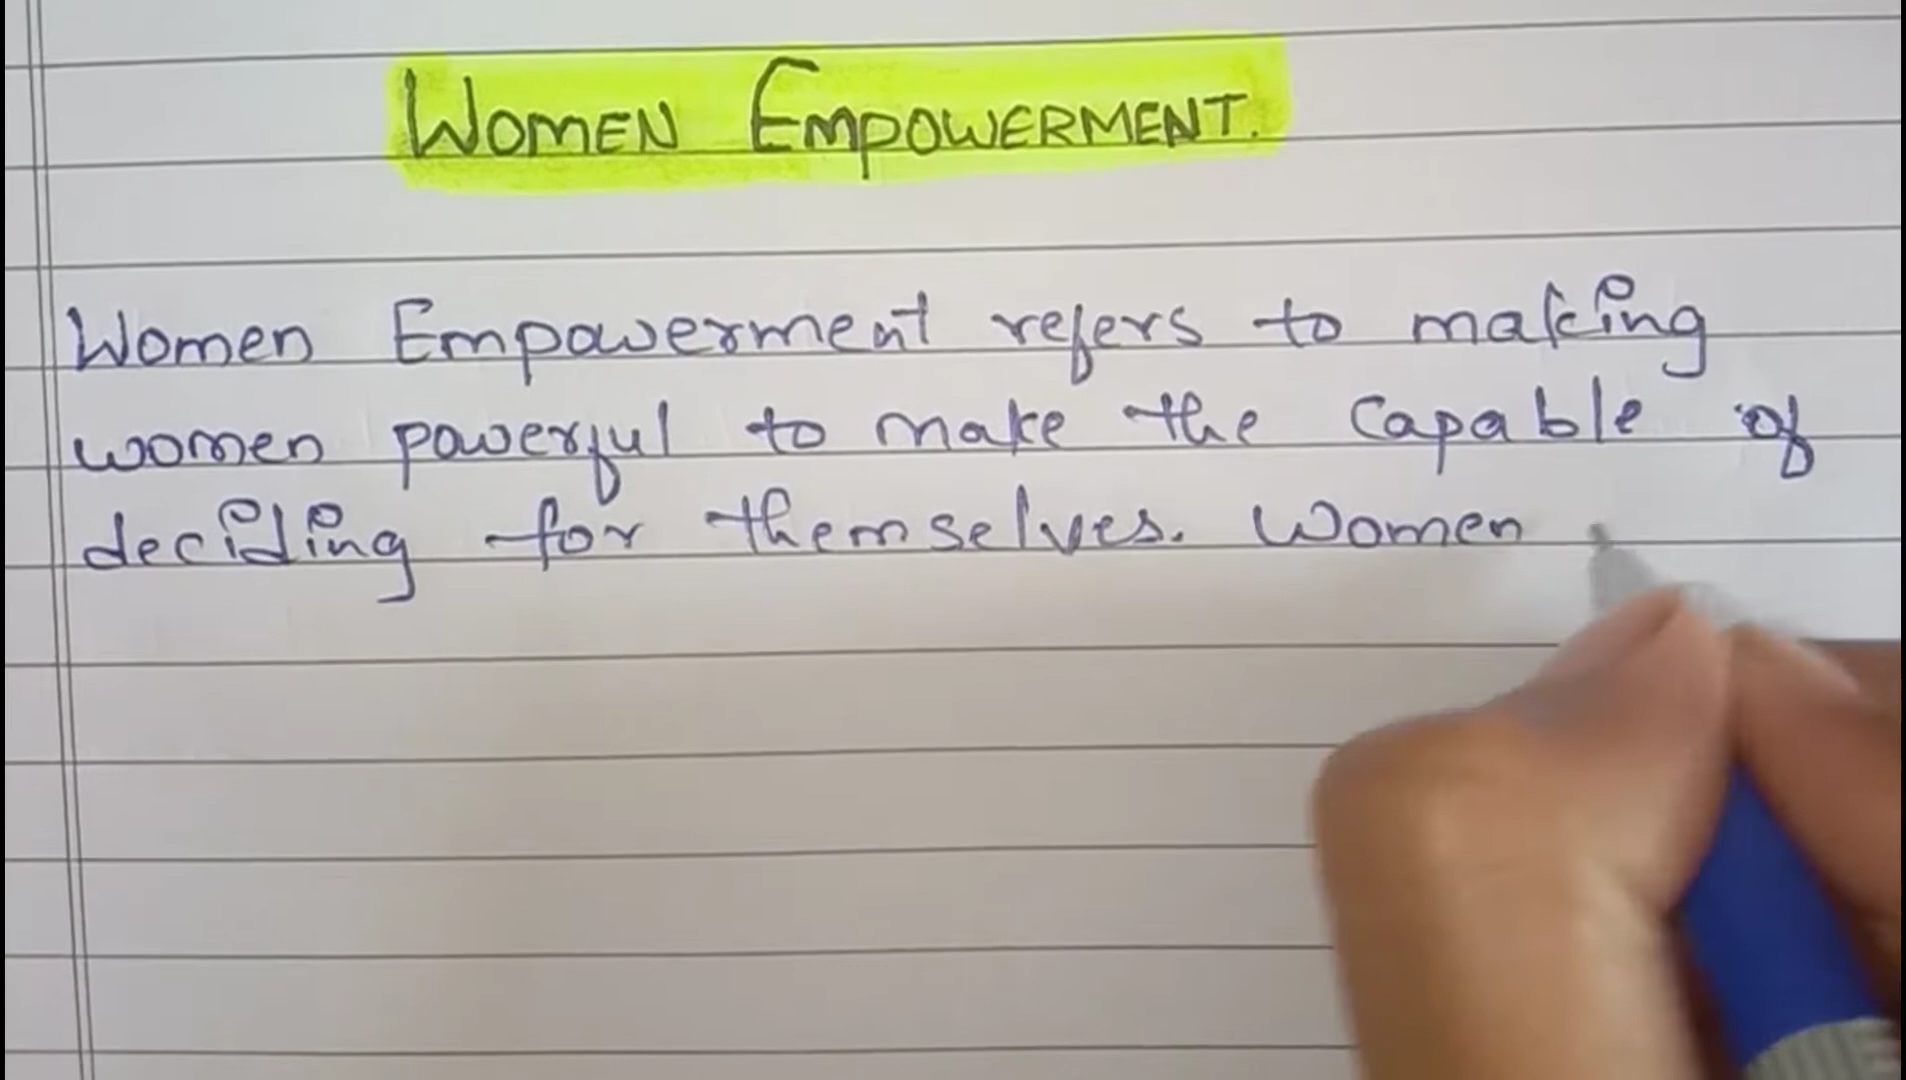 WOMEN EMPOWERMENT.
Women Empowerment refers to making
women powerful to make the capable of
deciding for themselves. Women